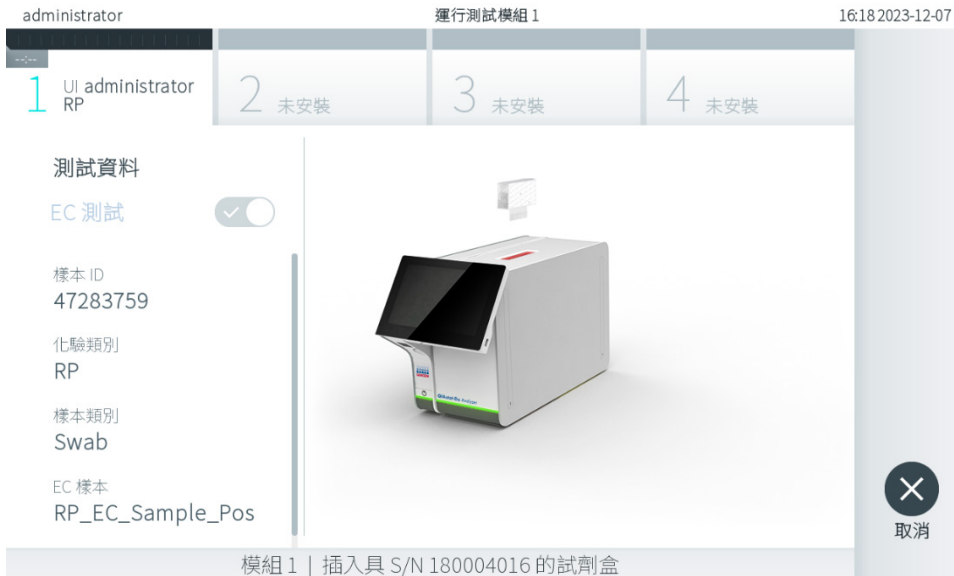 administrator
運行測試模組 1
16:18 2023-12-07
--:--
1 UI administrator
RP
2 未安裝
3 未安裝
4 未安裝
測試資料
EC 測試
樣本 ID
47283759
化驗類別
RP
樣本類別
Swab
EC 樣本
RP_EC_Sample_Pos
取消
模組 1 | 插入具 S/N 180004016 的試劑盒